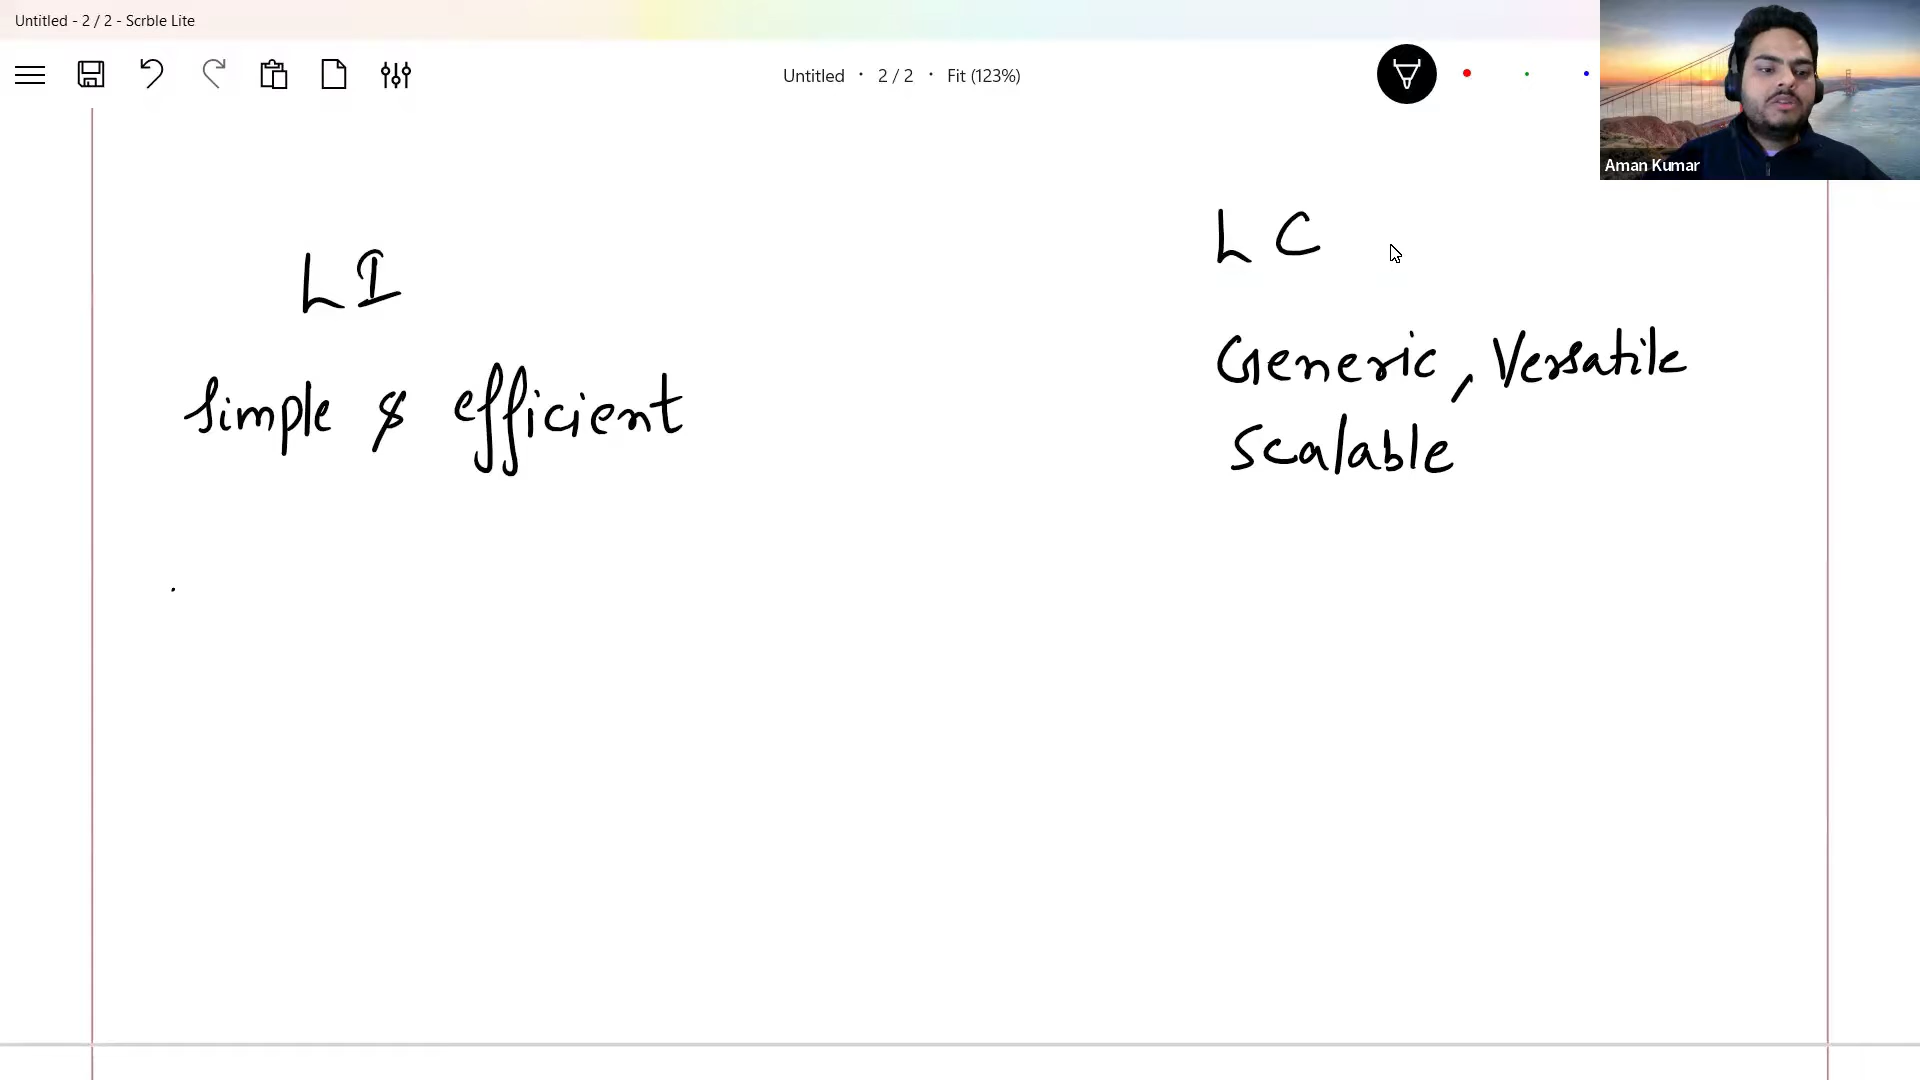 Untitled - 2 / 2 - Scrble Lite
Untitled • 2 / 2 • Fit (123%)
Aman Kumar
LI
Simple & efficient
LC
Generic, Versatile
Scalable